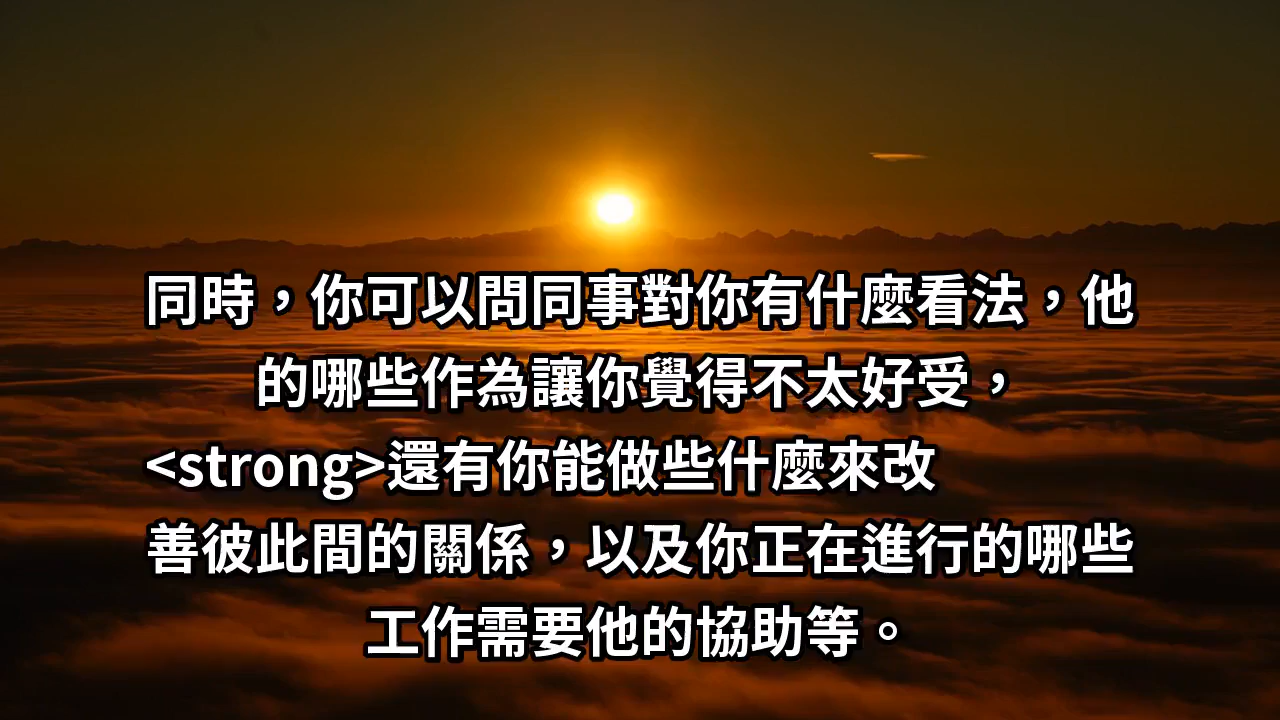 同時，你可以問同事對你有什麼看法，他
的哪些作為讓你覺得不太好受，
<strong>還有你能做些什麼來改
善彼此間的關係，以及你正在進行的哪些
工作需要他的協助等。